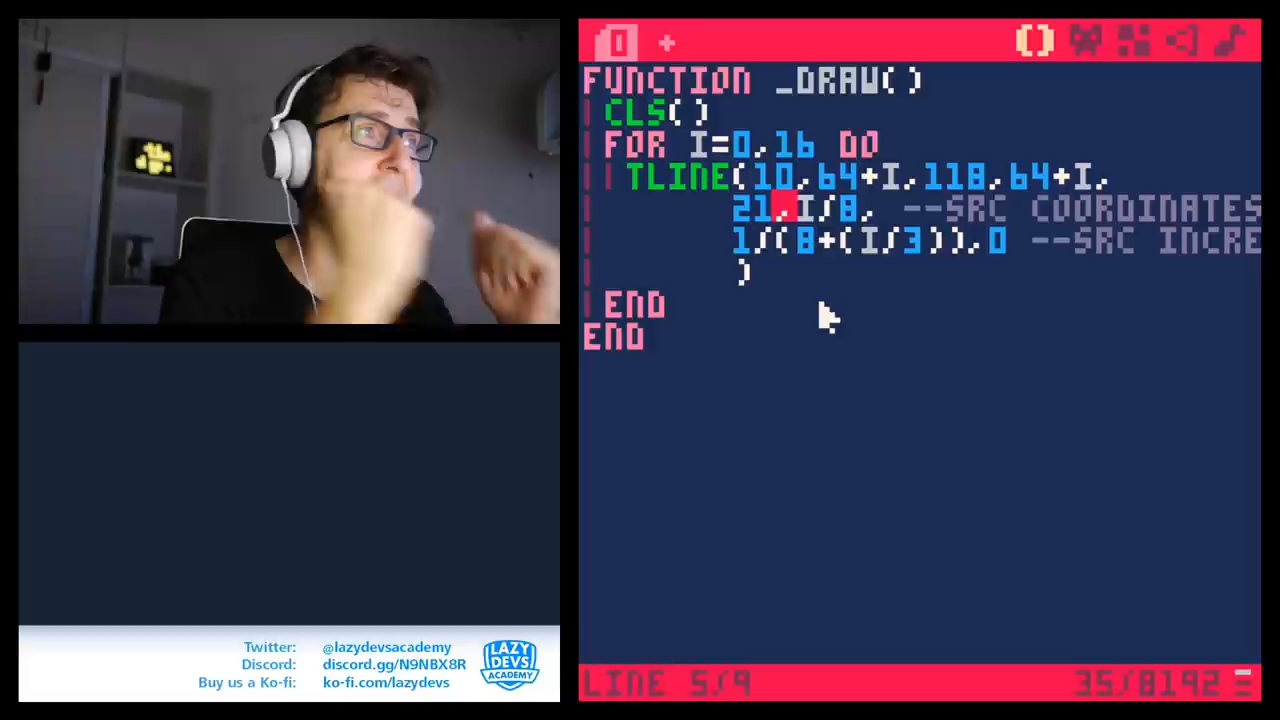 FUNCTION _DRAW()
CLS()
FOR I=0,16 DO
TLINE(10,64+I,118,64+I,
21,I/8, --SRC COORDINATES
1/(8+(I/3)),0 --SRC INCRE
)
END
END
LINE 5/9 35/8192
Twitter: @lazydevsacademy
Discord: discord.gg/N9NBX8R
Buy us a Ko-fi: ko-fi.com/lazydevs
LAZY
DEVS
ACADEMY